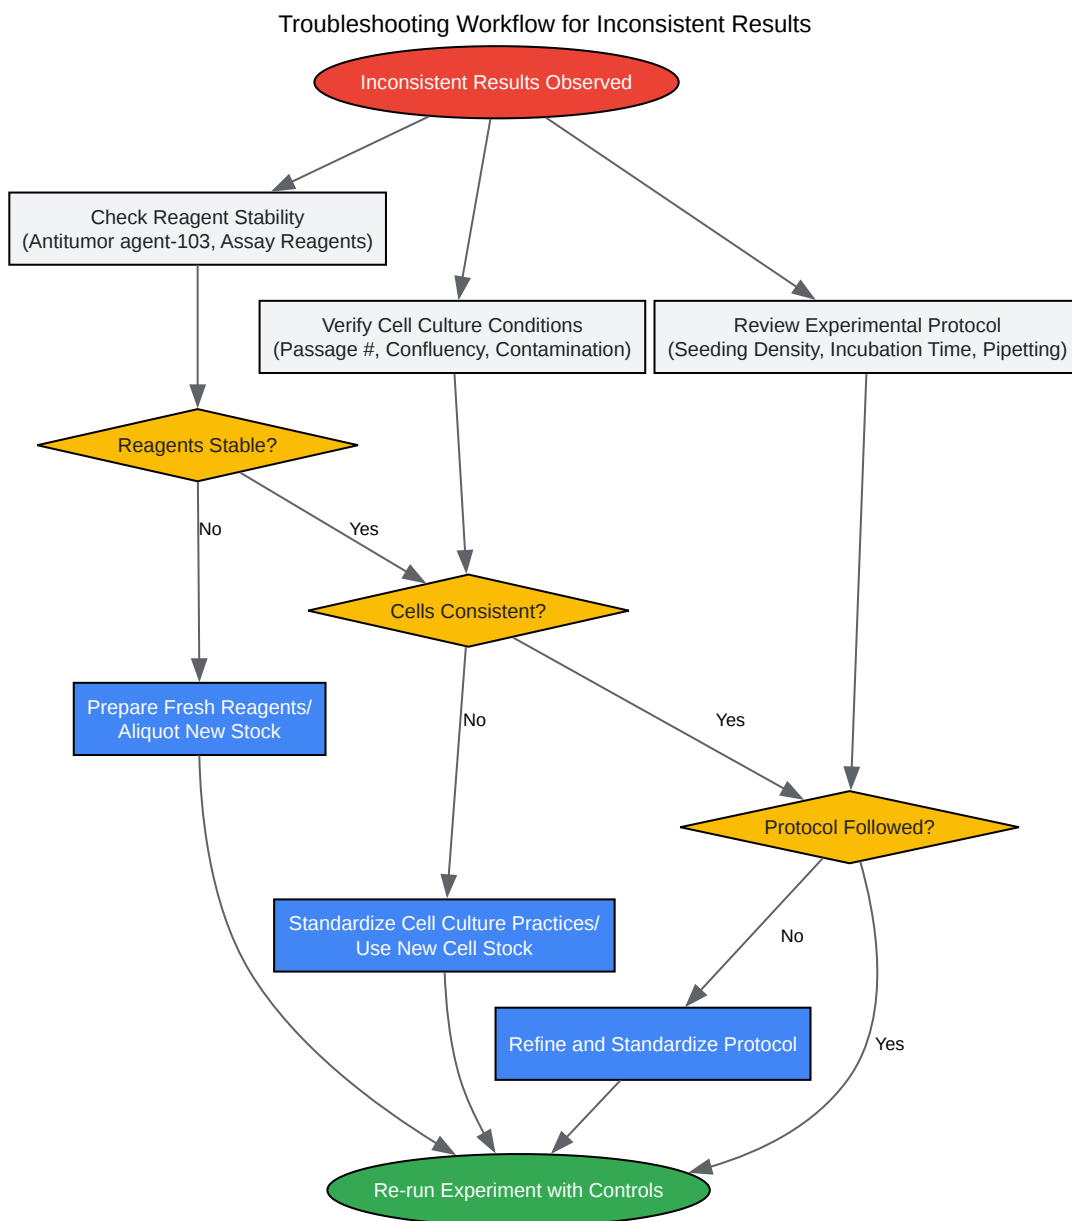 Troubleshooting Workflow for Inconsistent Results
Inconsistent Results Observed
Check Reagent Stability
(Antitumor agent-103, Assay Reagents)
Verify Cell Culture Conditions
(Passage #, Confluency, Contamination)
Review Experimental Protocol
(Seeding Density, Incubation Time, Pipetting)
Reagents Stable?
No
Yes
Cells Consistent?
Prepare Fresh Reagents/
Aliquot New Stock
No
Yes
Protocol Followed?
Standardize Cell Culture Practices/
Use New Cell Stock
No
Refine and Standardize Protocol
Yes
Re-run Experiment with Controls